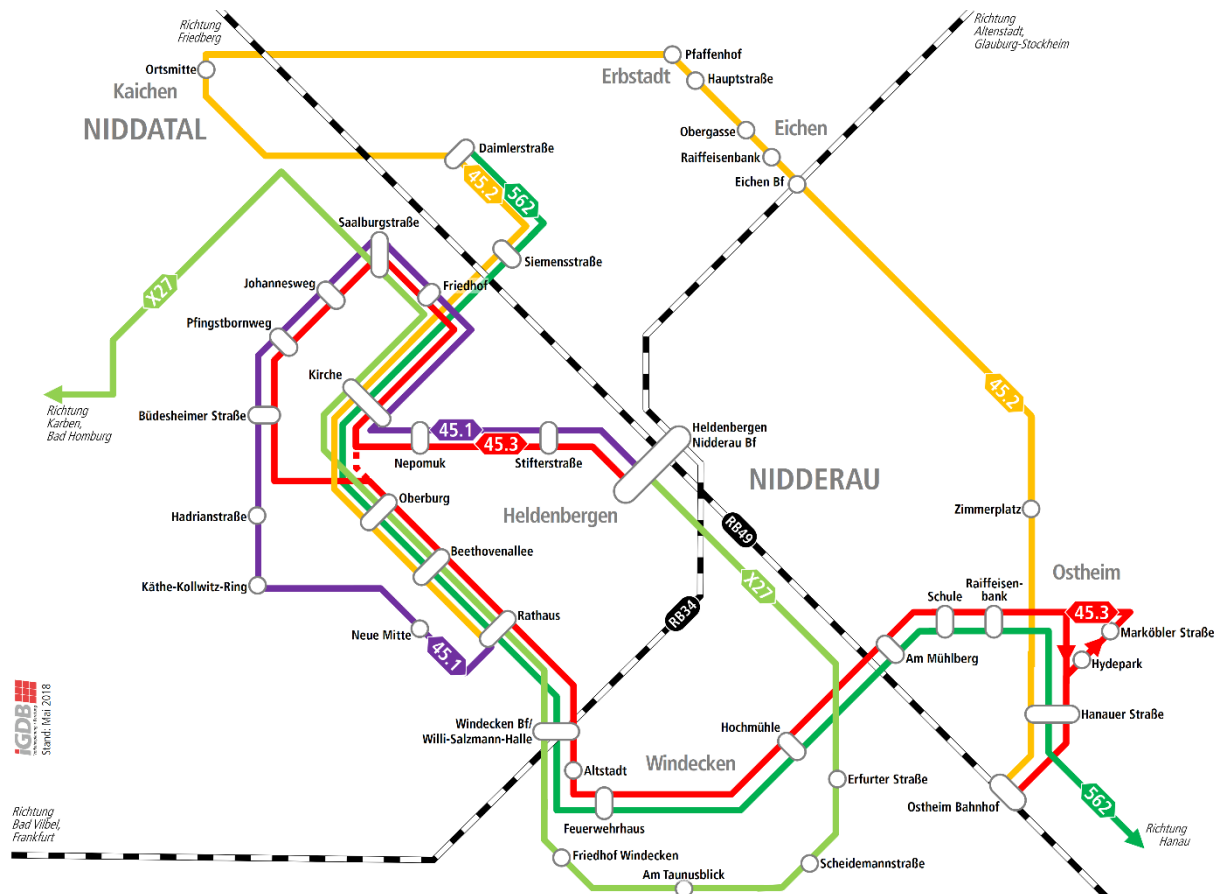 Richtung
Friedberg
Richtung
Altenstadt,
Glauburg-Stockheim
Ortsmitte
Kaichen
NIDDATAL
Pfaffenhof
Erbstadt
Hauptstraße
Obergasse
Eichen
Raiffeisenbank
Eichen Bf
Daimlerstraße
45.2
562
Saalburgstraße
Siemensstraße
Johannesweg
Friedhof
X27
Pfingstbornweg
Kirche
Richtung
Karben,
Bad Homburg
Büdesheimer Straße
45.1
45.3
Nepomuk
Stifterstraße
Heldenbergen
Nidderau Bf
NIDDERAU
45.2
Oberburg
Heldenbergen
Hadrianstraße
Zimmerplatz
RB49
Beethovenallee
Käthe-Kollwitz-Ring
X27
Ostheim
RB34
Rathaus
Neue Mitte
45.1
Schule
Raiffeisen-
bank
45.3
Marköbler Straße
Am Mühlberg
Hydepark
iGDB
Stand: Mai 2018
Windecken Bf/
Willi-Salzmann-Halle
Hochmühle
Hanauer Straße
Altstadt
Windecken
Erfurter Straße
Ostheim Bahnhof
562
Feuerwehrhaus
Richtung
Hanau
Richtung
Bad Vilbel,
Frankfurt
Friedhof Windecken
Am Taunusblick
Scheidemannstraße